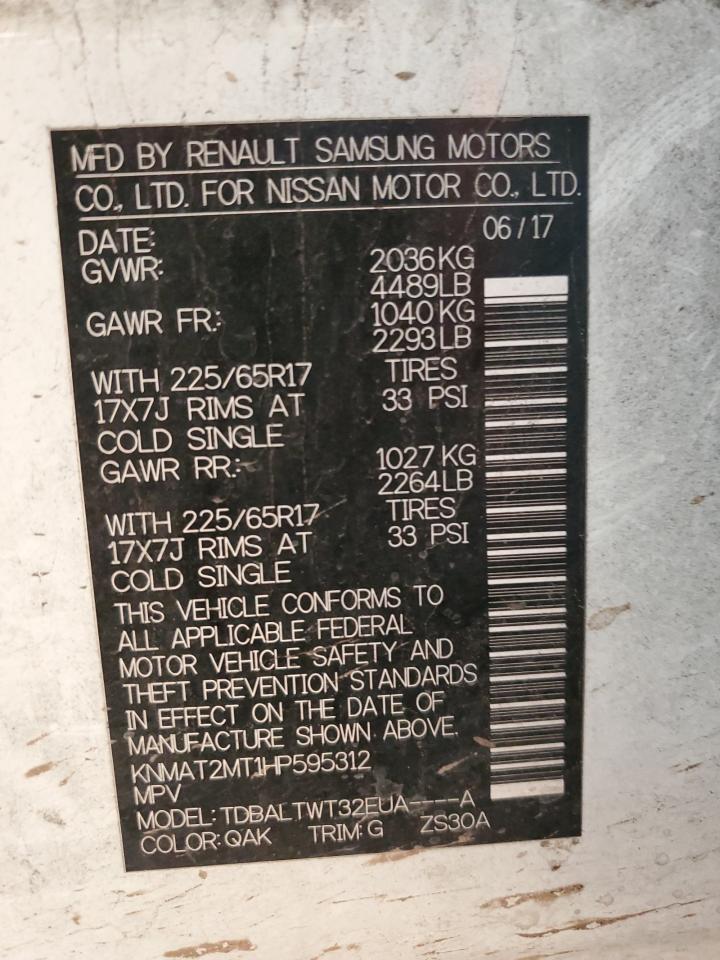 MFD BY RENAULT SAMSUNG MOTORS
CO., LTD. FOR NISSAN MOTOR CO., LTD.
DATE: 06 / 17
GVWR: 2036KG
4489LB
GAWR FR.: 1040KG
2293LB
WITH 225/65R17 TIRES
17X7J RIMS AT 33 PSI
COLD SINGLE
GAWR RR.: 1027KG
2264LB
WITH 225/65R17 TIRES
17X7J RIMS AT 33 PSI
COLD SINGLE
THIS VEHICLE CONFORMS TO
ALL APPLICABLE FEDERAL
MOTOR VEHICLE SAFETY AND
THEFT PREVENTION STANDARDS
IN EFFECT ON THE DATE OF
MANUFACTURE SHOWN ABOVE.
KNMAT2MT1HP595312
MPV
MODEL: TDBALTWT32EUA----A
COLOR: QAK TRIM: G ZS30A